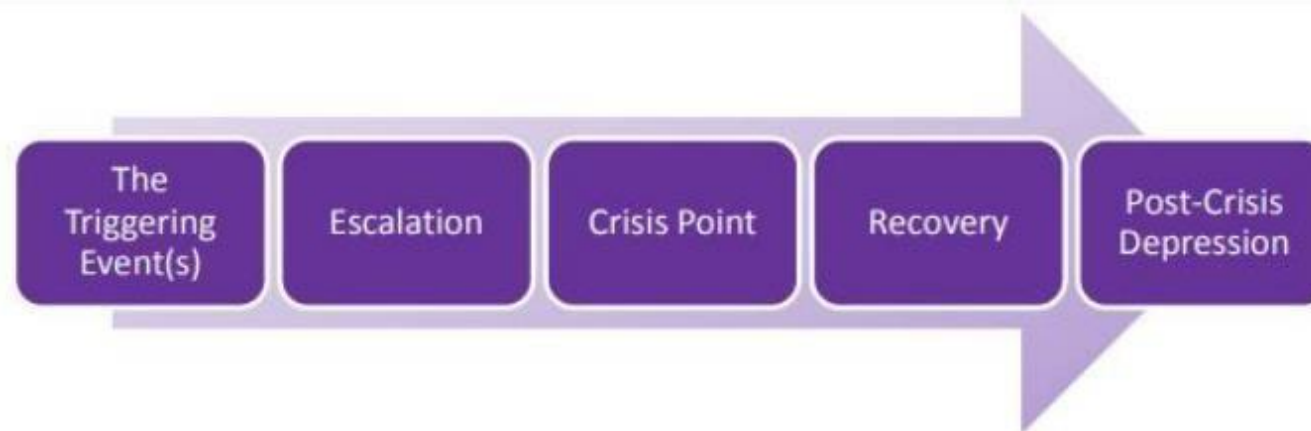 The
Triggering
Event(s)
Escalation
Crisis Point
Recovery
Post-Crisis
Depression